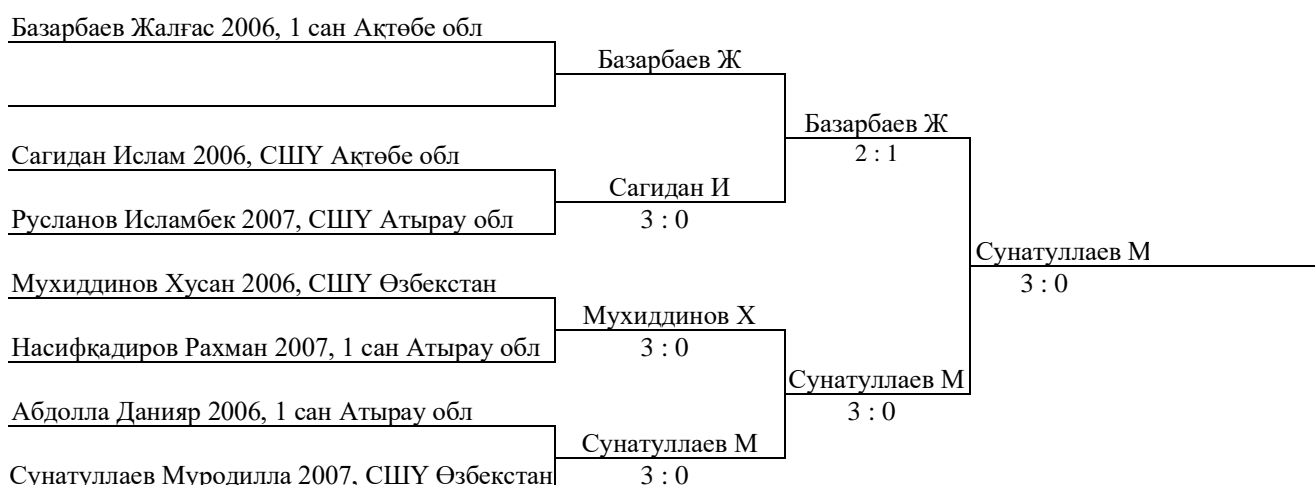 Базарбаев Жалғас 2006, 1 сан Ақтөбе обл
Базарбаев Ж
Базарбаев Ж
2 : 1
Сагидан Ислам 2006, СШҮ Ақтөбе обл
Сагидан И
3 : 0
Русланов Исламбек 2007, СШҮ Атырау обл
Сунатуллаев М
3 : 0
Мухиддинов Хусан 2006, СШҮ Өзбекстан
Мухиддинов Х
3 : 0
Насифқадиров Рахман 2007, 1 сан Атырау обл
Сунатуллаев М
3 : 0
Абдолла Данияр 2006, 1 сан Атырау обл
Сунатуллаев М
3 : 0
Сунатуллаев Муродилла 2007, СШҮ Өзбекстан